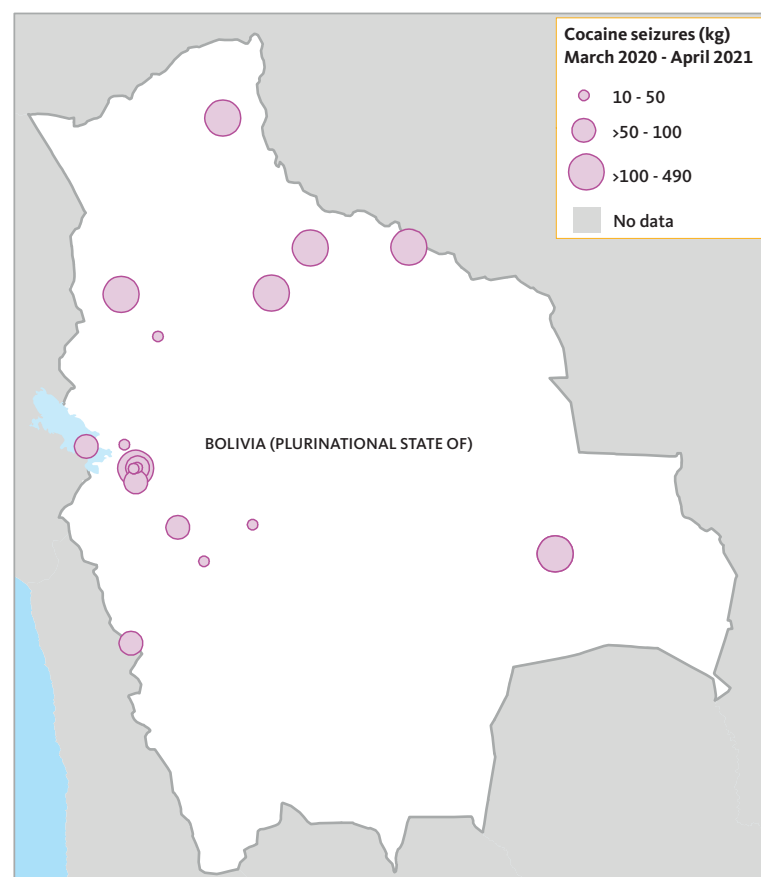 Cocaine seizures (kg)
March 2020 - April 2021
10 - 50
>50 - 100
>100 - 490
No data
BOLIVIA (PLURINATIONAL STATE OF)